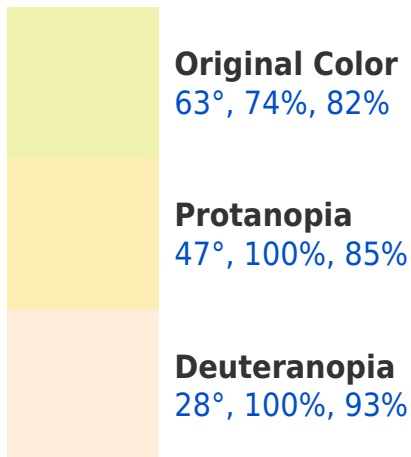 Original Color
63°, 74%, 82%
Protanopia
47°, 100%, 85%
Deuteranopia
28°, 100%, 93%